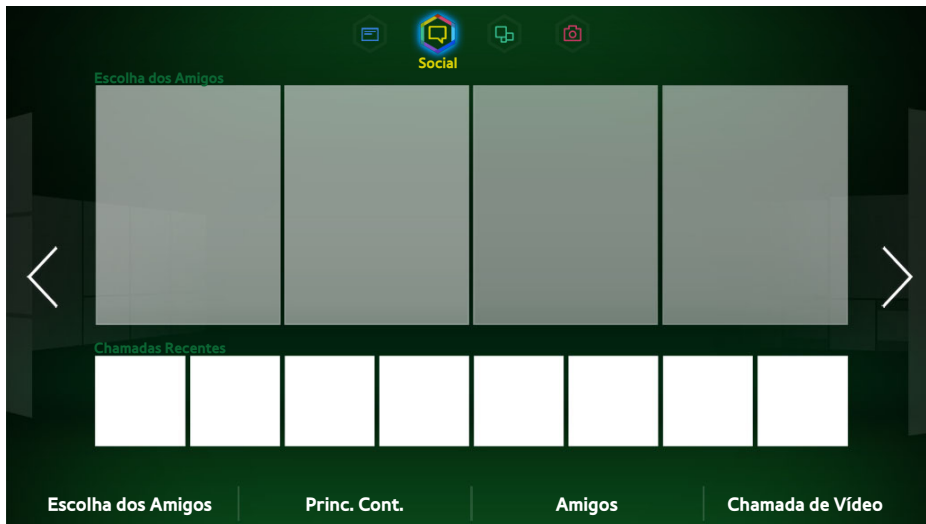 Social
Escolha dos Amigos
Chamadas Recentes
Escolha dos Amigos
Princ. Cont.
Amigos
Chamada de Vídeo